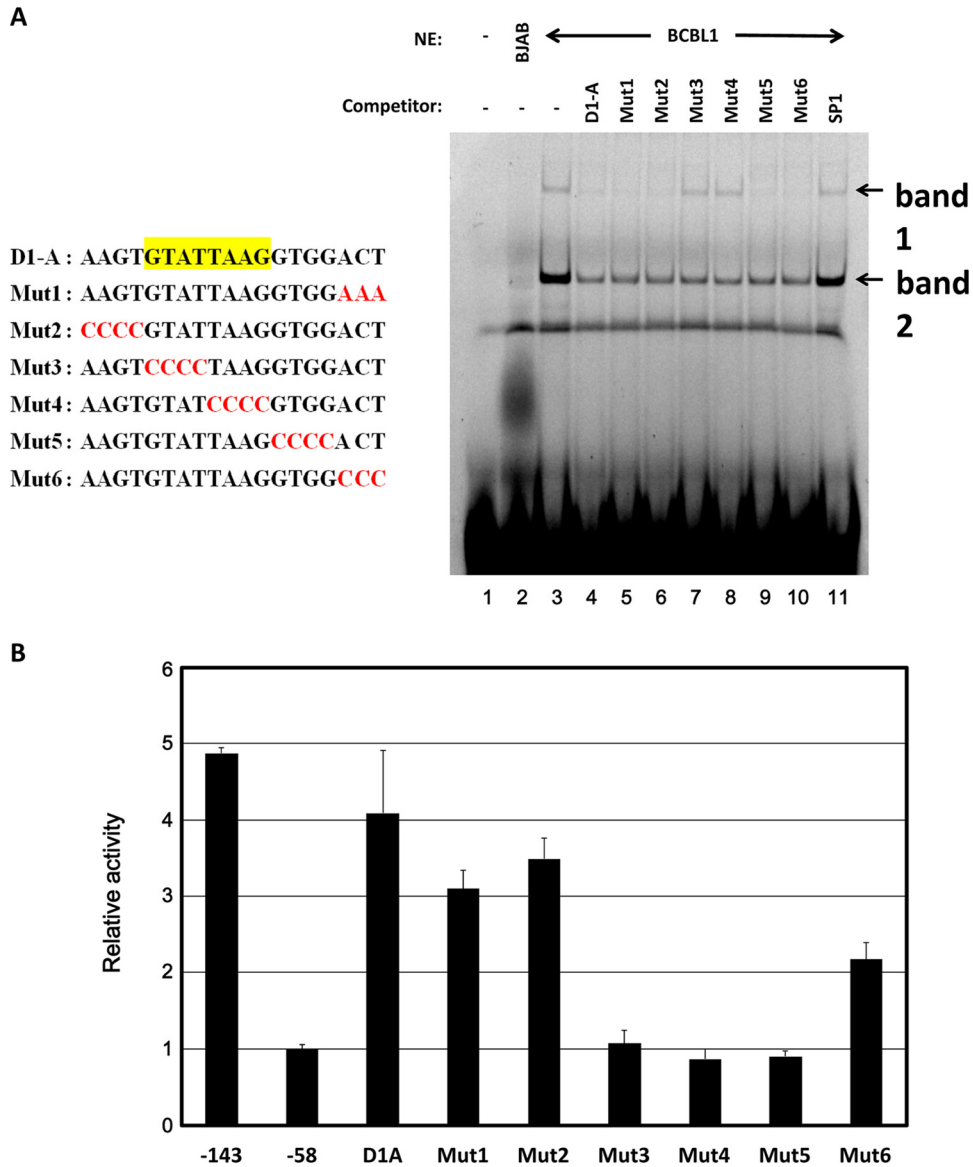 A
NE: - BJAB BCBL1
Competitor: - - - D1-A Mut1 Mut2 Mut3 Mut4 Mut5 Mut6 SP1
band 1
band 2
D1-A : AAGTGTATTAAGGTGGACT
Mut1 : AAGTGTATTAAGGTGGAAA
Mut2 : CCCCGTATTAAGGTGGACT
Mut3 : AAGTCCCCTAAGGTGGACT
Mut4 : AAGTGTATCCCCGTGGACT
Mut5 : AAGTGTATTAAGCCCCACT
Mut6 : AAGTGTATTAAGGTGGCCC
1 2 3 4 5 6 7 8 9 10 11
B
Relative activity
6
5
4
3
2
1
0
-143 -58 D1A Mut1 Mut2 Mut3 Mut4 Mut5 Mut6